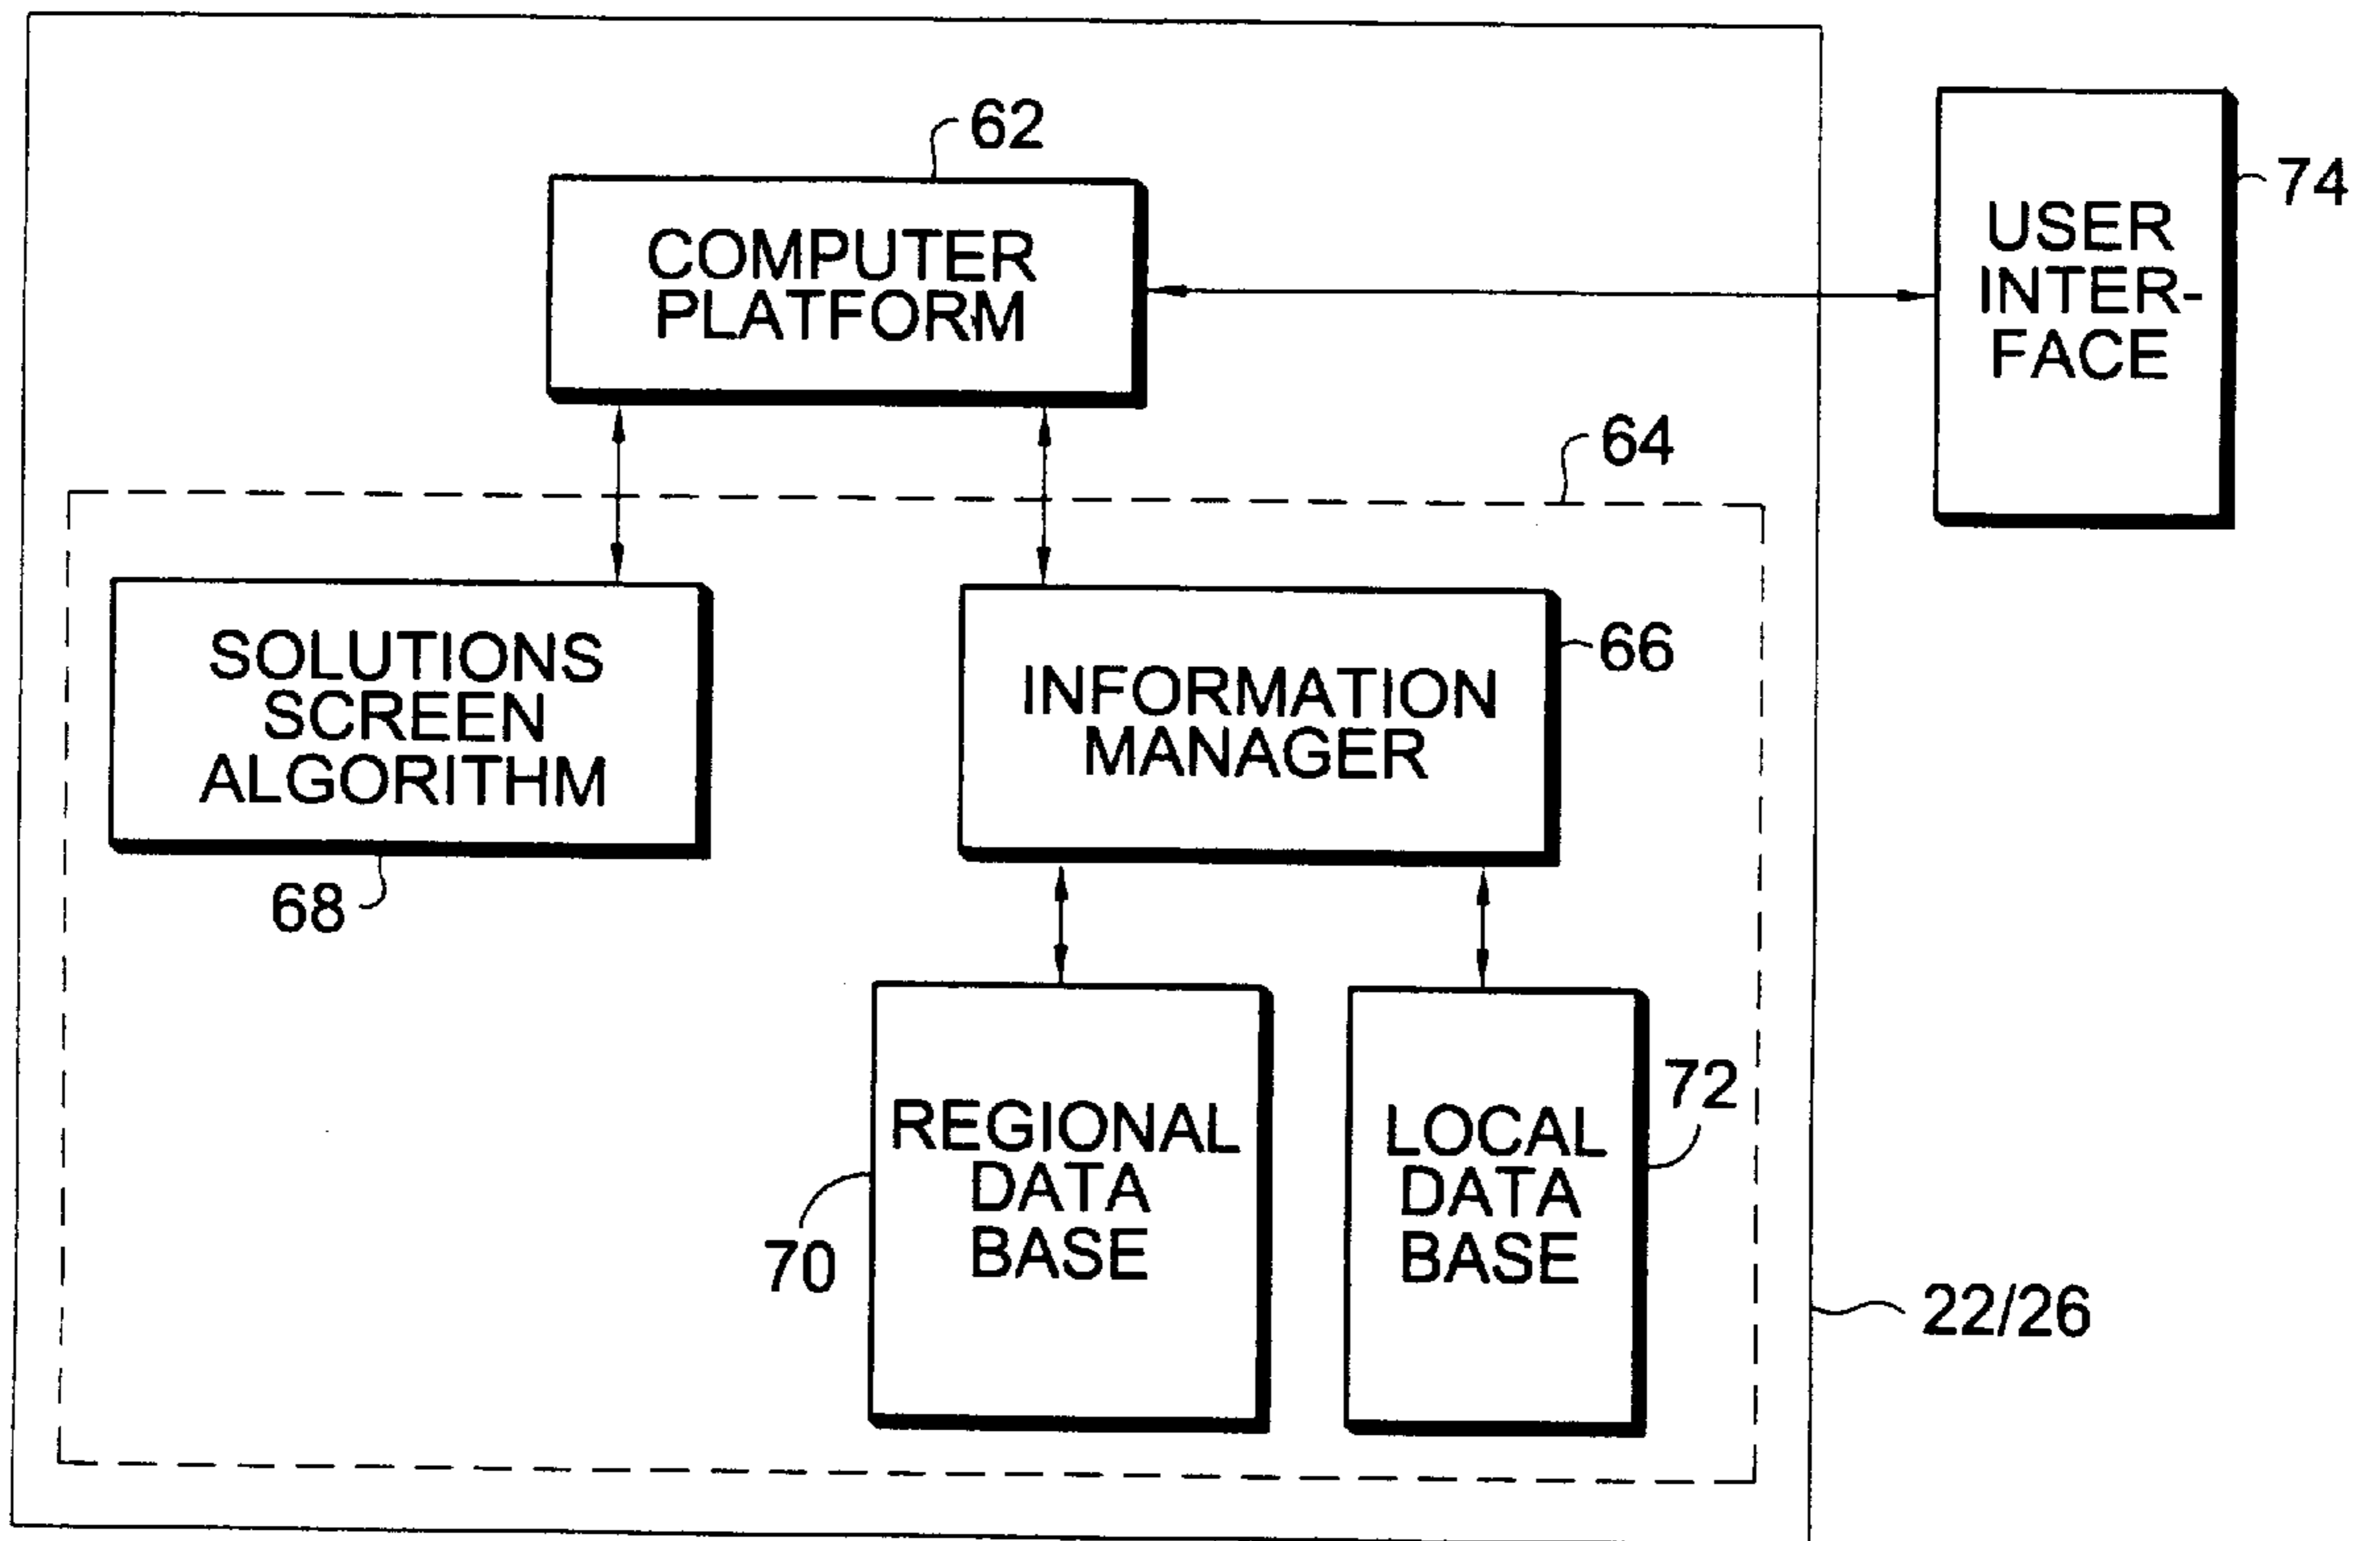 62
COMPUTER
PLATFORM
74
USER
INTER-
FACE
64
SOLUTIONS
SCREEN
ALGORITHM
68
66
INFORMATION
MANAGER
REGIONAL
DATA
BASE
70
72
LOCAL
DATA
BASE
22/26